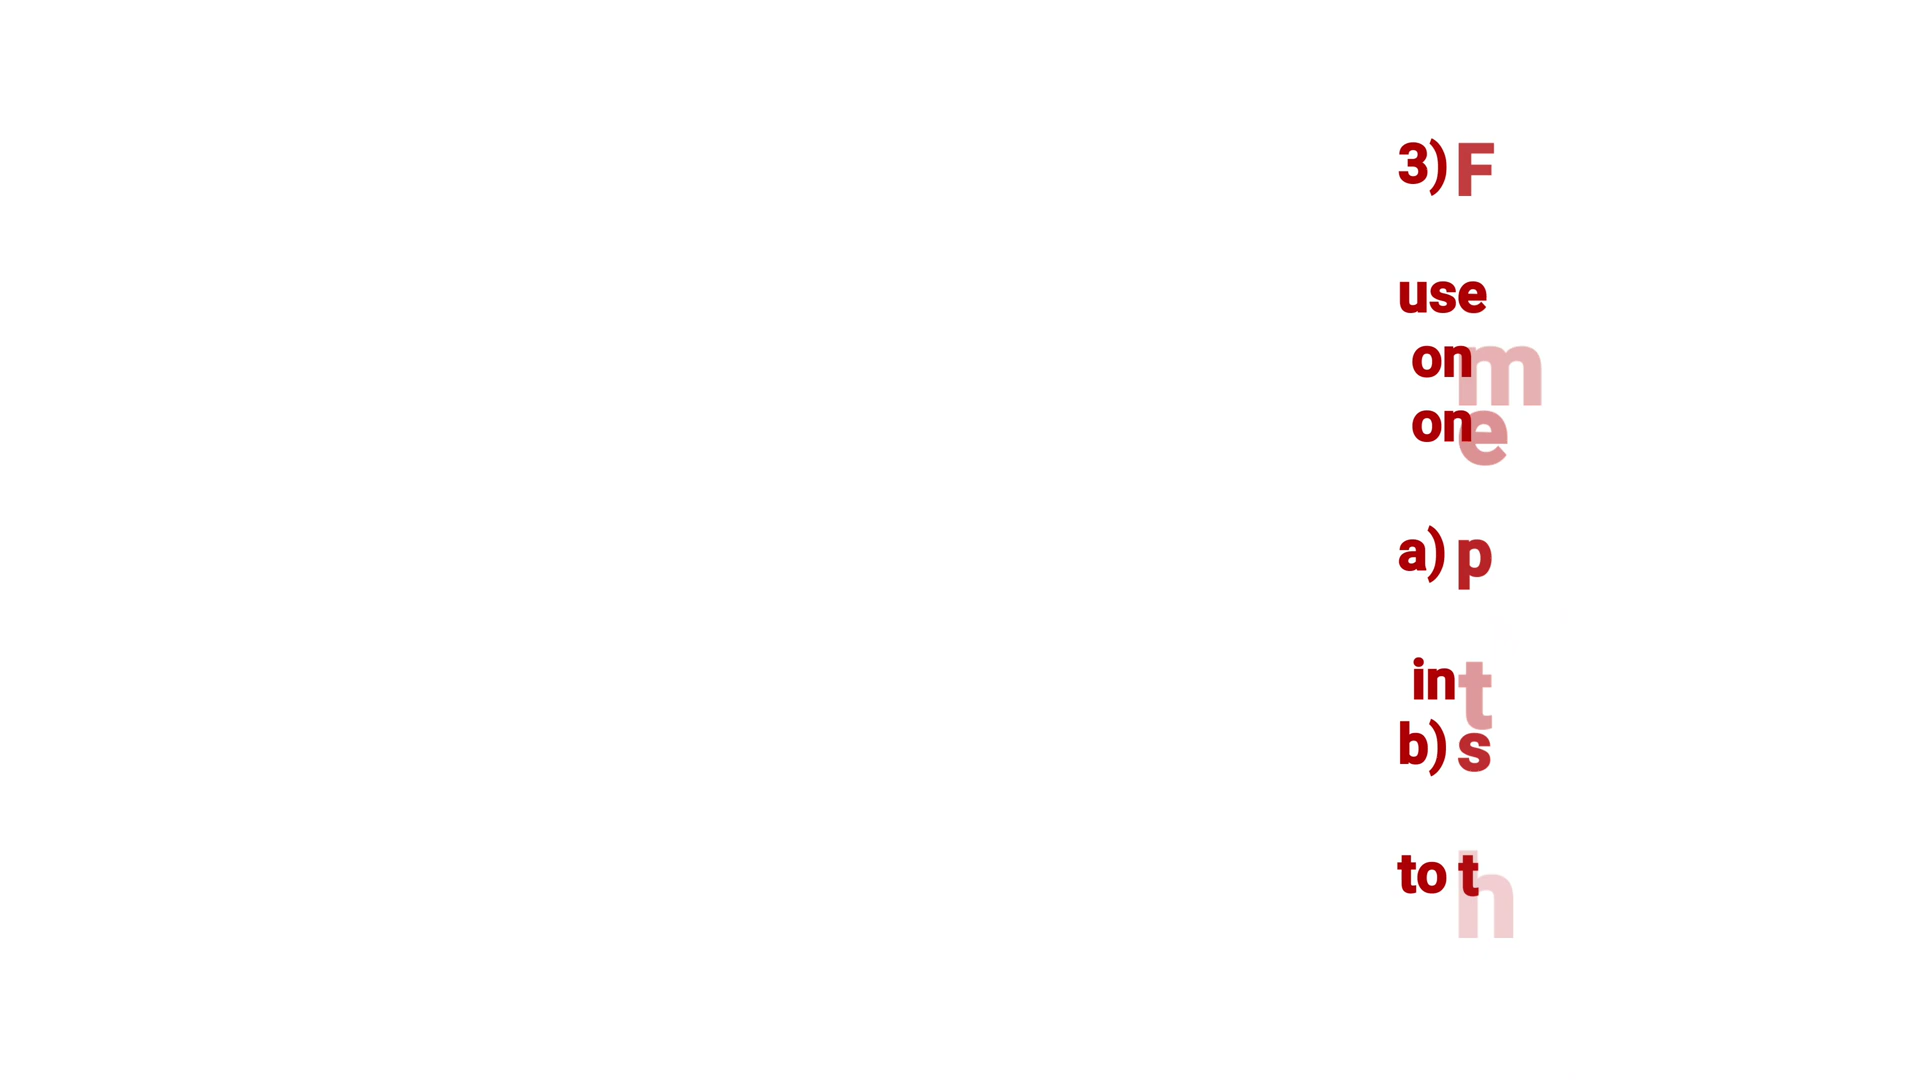 3) F
use
on m
on e
a) p
in t
b) s
to t h